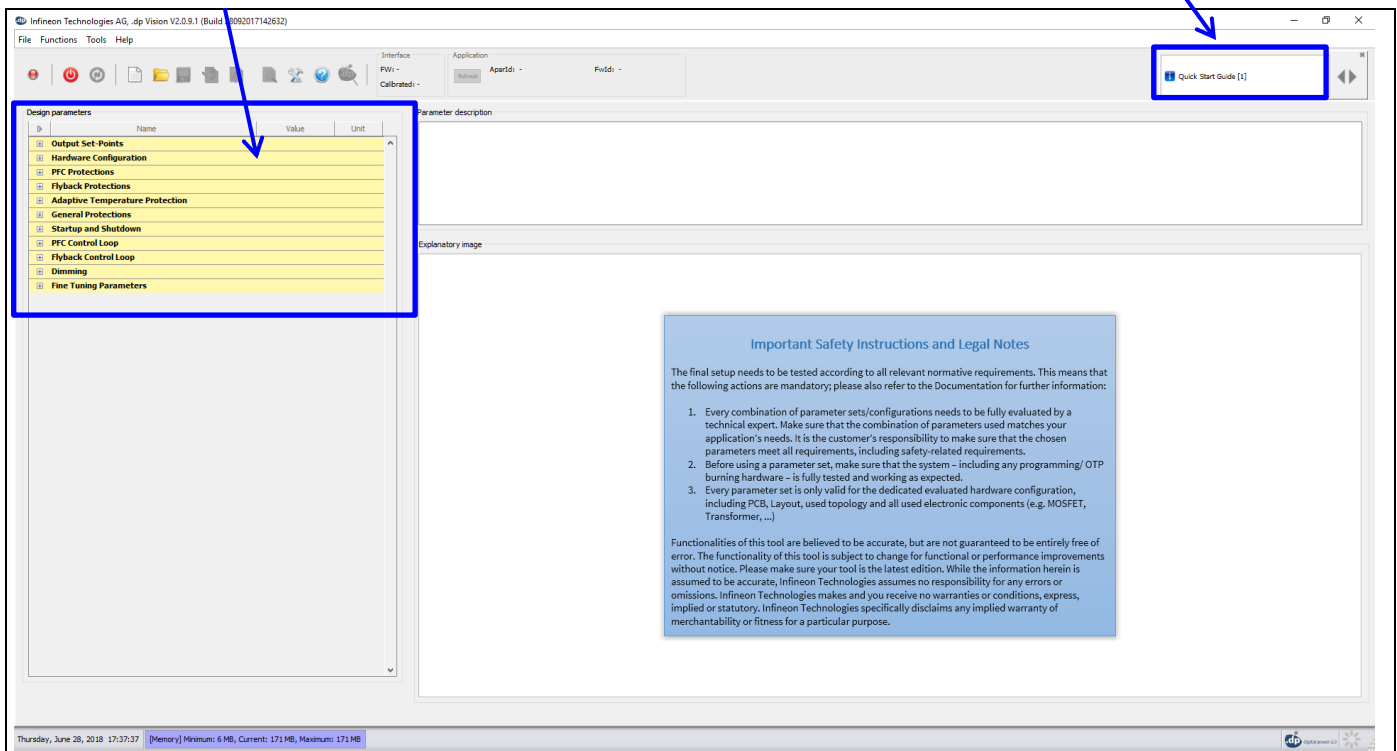 Infineon Technologies AG, .dp Vision V2.0.9.1 (Build 20092017142632)
File Functions Tools Help
Interface
FW: -
Calibrated: -
Application
Refresh AparId: - FwId: -
Quick Start Guide [1]
Design parameters
Name Value Unit
Output Set-Points
Hardware Configuration
PFC Protections
Flyback Protections
Adaptive Temperature Protection
General Protections
Startup and Shutdown
PFC Control Loop
Flyback Control Loop
Dimming
Fine Tuning Parameters
Parameter description
Explanatory image
Important Safety Instructions and Legal Notes
The final setup needs to be tested according to all relevant normative requirements. This means that
the following actions are mandatory; please also refer to the Documentation for further information:
1. Every combination of parameter sets/configurations needs to be fully evaluated by a
technical expert. Make sure that the combination of parameters used matches your
application's needs. It is the customer's responsibility to make sure that the chosen
parameters meet all requirements, including safety-related requirements.
2. Before using a parameter set, make sure that the system – including any programming/ OTP
burning hardware – is fully tested and working as expected.
3. Every parameter set is only valid for the dedicated evaluated hardware configuration,
including PCB, Layout, used topology and all used electronic components (e.g. MOSFET,
Transformer, ...)
Functionalities of this tool are believed to be accurate, but are not guaranteed to be entirely free of
error. The functionality of this tool is subject to change for functional or performance improvements
without notice. Please make sure your tool is the latest edition. While the information herein is
assumed to be accurate, Infineon Technologies assumes no responsibility for any errors or
omissions. Infineon Technologies makes and you receive no warranties or conditions, express,
implied or statutory. Infineon Technologies specifically disclaims any implied warranty of
merchantability or fitness for a particular purpose.
Thursday, June 28, 2018 17:37:37 [Memory] Minimum: 6 MB, Current: 171 MB, Maximum: 171 MB
dp digital power 2.0